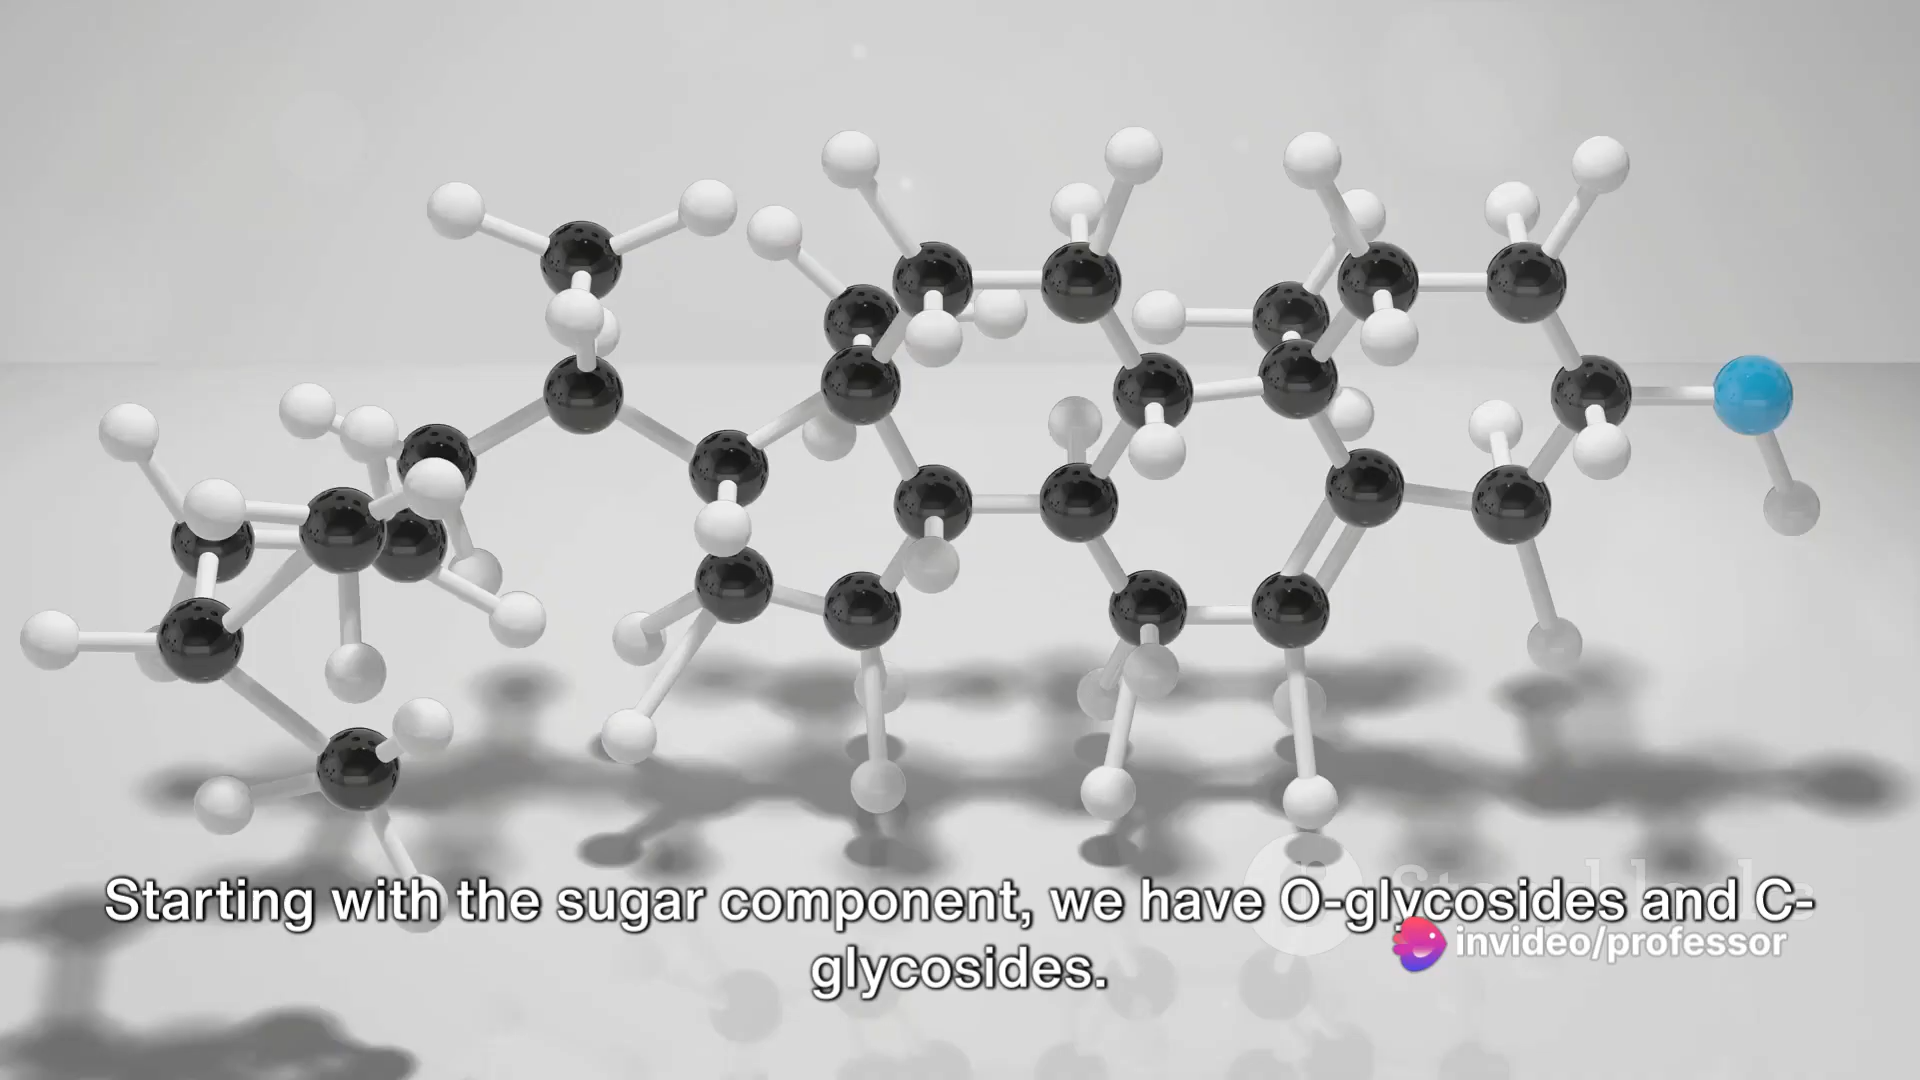 Starting with the sugar component, we have O-glycosides and C-
glycosides.
invideo/professor